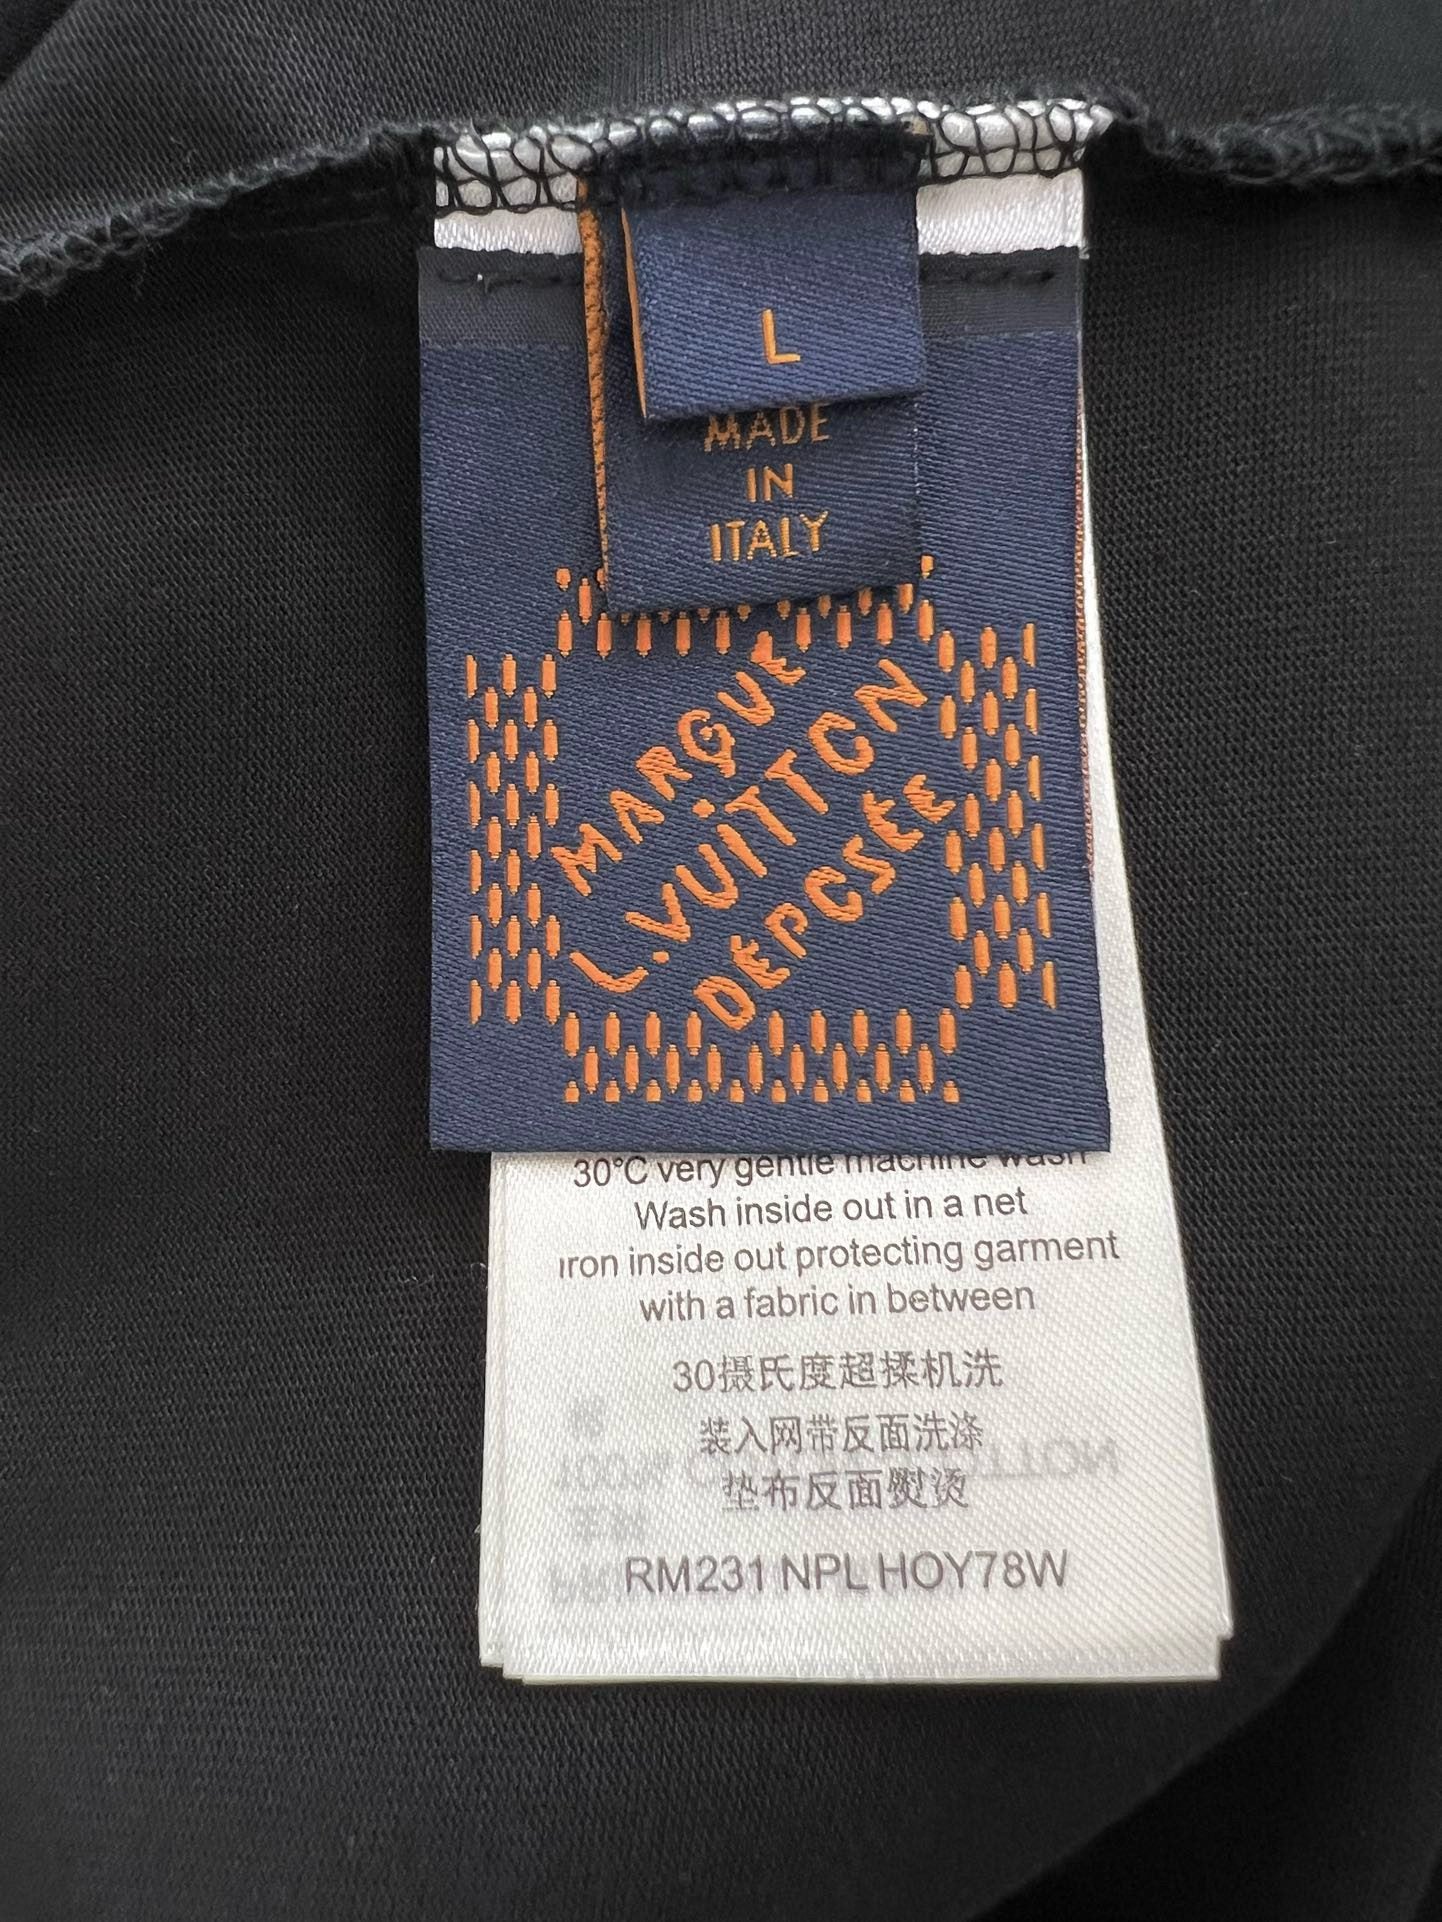 L
MADE
IN
ITALY
MARQUE
L.VUiTTON
DÉPOSÉE
30°C very gentle machine wash
Wash inside out in a net
Iron inside out protecting garment
with a fabric in between
30摄氏度超揉机洗
装入网带反面洗涤
垫布反面熨烫
RM231 NPL HOY78W